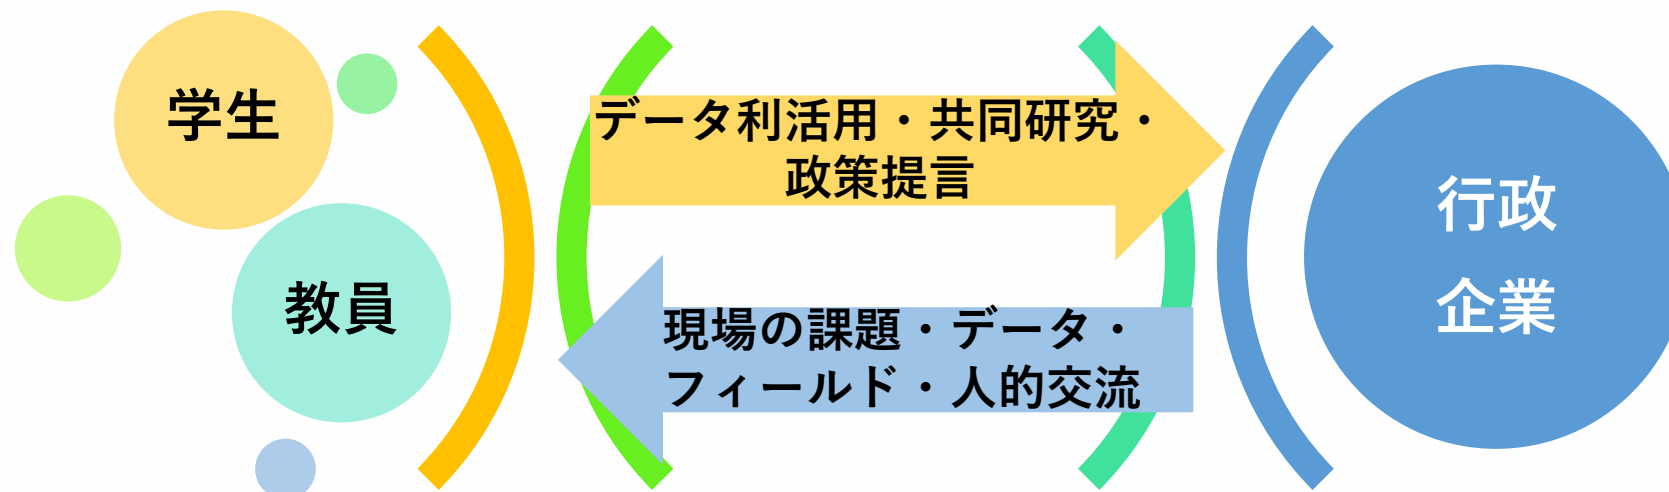 学生
教員
データ利活用・共同研究・
政策提言
現場の課題・データ・
フィールド・人的交流
行政
企業